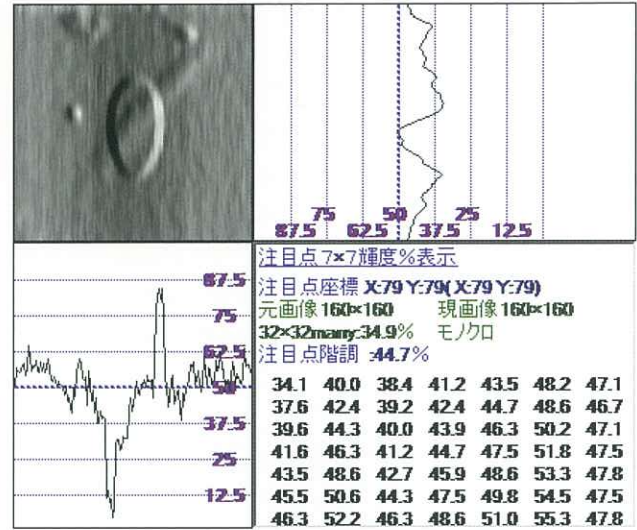 75 50 25
87.5 62.5 37.5 12.5
87.5
75
62.5
50
37.5
25
12.5
注目点7×7輝度%表示
注目点座標 X:79 Y:79( X:79 Y:79)
元画像160×160 現画像160×160
32×32marry:34.9% モノクロ
注目点階調 :44.7%
34.1 40.0 38.4 41.2 43.5 48.2 47.1
37.6 42.4 39.2 42.4 44.7 48.6 46.7
39.6 44.3 40.0 43.9 46.3 50.2 47.1
41.6 46.3 41.2 44.7 47.5 51.8 47.5
43.5 48.6 42.7 45.9 48.6 53.3 47.8
45.5 50.6 44.3 47.5 49.8 54.5 47.5
46.3 52.2 46.3 48.6 51.0 55.3 47.8